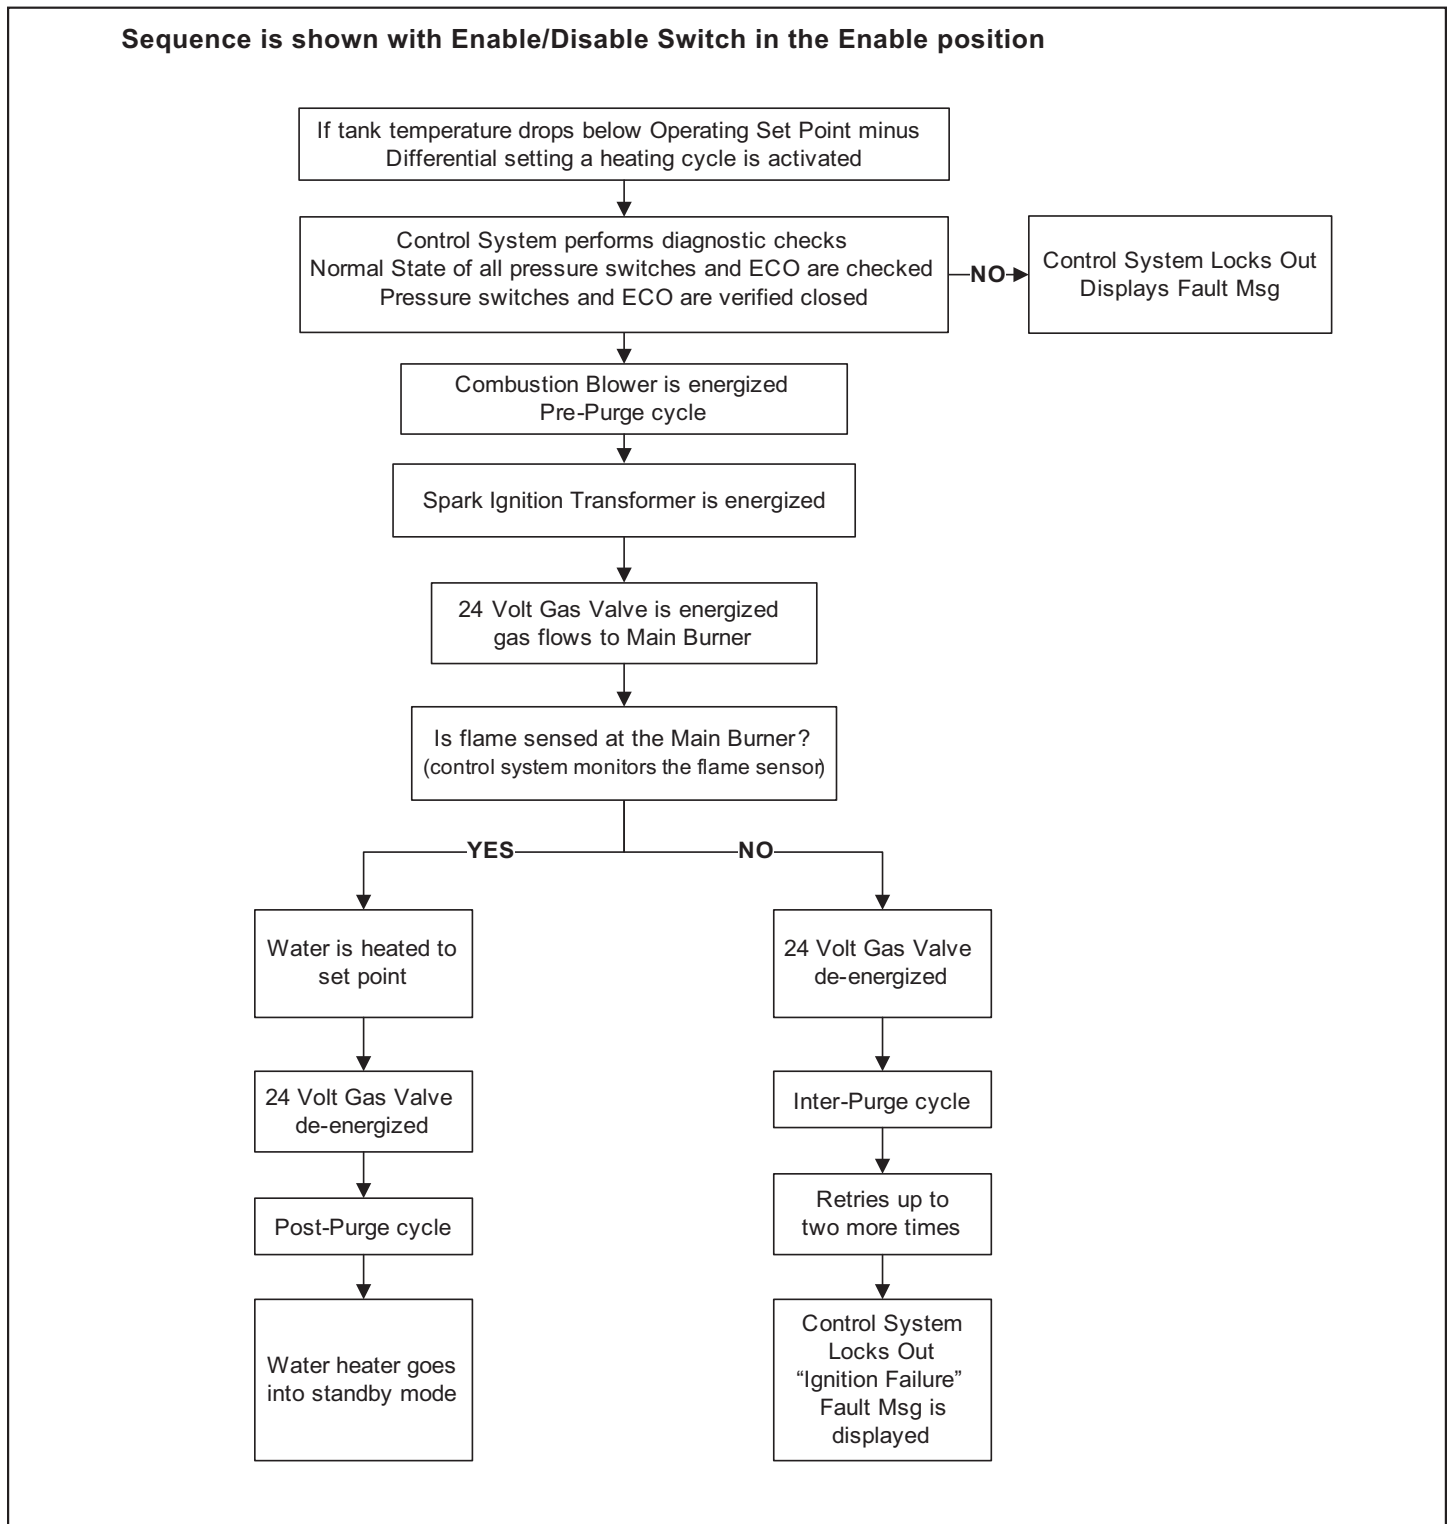 Sequence is shown with Enable/Disable Switch in the Enable position
If tank temperature drops below Operating Set Point minus
Differential setting a heating cycle is activated
Control System performs diagnostic checks
Normal State of all pressure switches and ECO are checked
Pressure switches and ECO are verified closed
NO
Control System Locks Out
Displays Fault Msg
Combustion Blower is energized
Pre-Purge cycle
Spark Ignition Transformer is energized
24 Volt Gas Valve is energized
gas flows to Main Burner
Is flame sensed at the Main Burner?
(control system monitors the flame sensor)
YES
NO
Water is heated to
set point
24 Volt Gas Valve
de-energized
Post-Purge cycle
Water heater goes
into standby mode
24 Volt Gas Valve
de-energized
Inter-Purge cycle
Retries up to
two more times
Control System
Locks Out
“Ignition Failure”
Fault Msg is
displayed